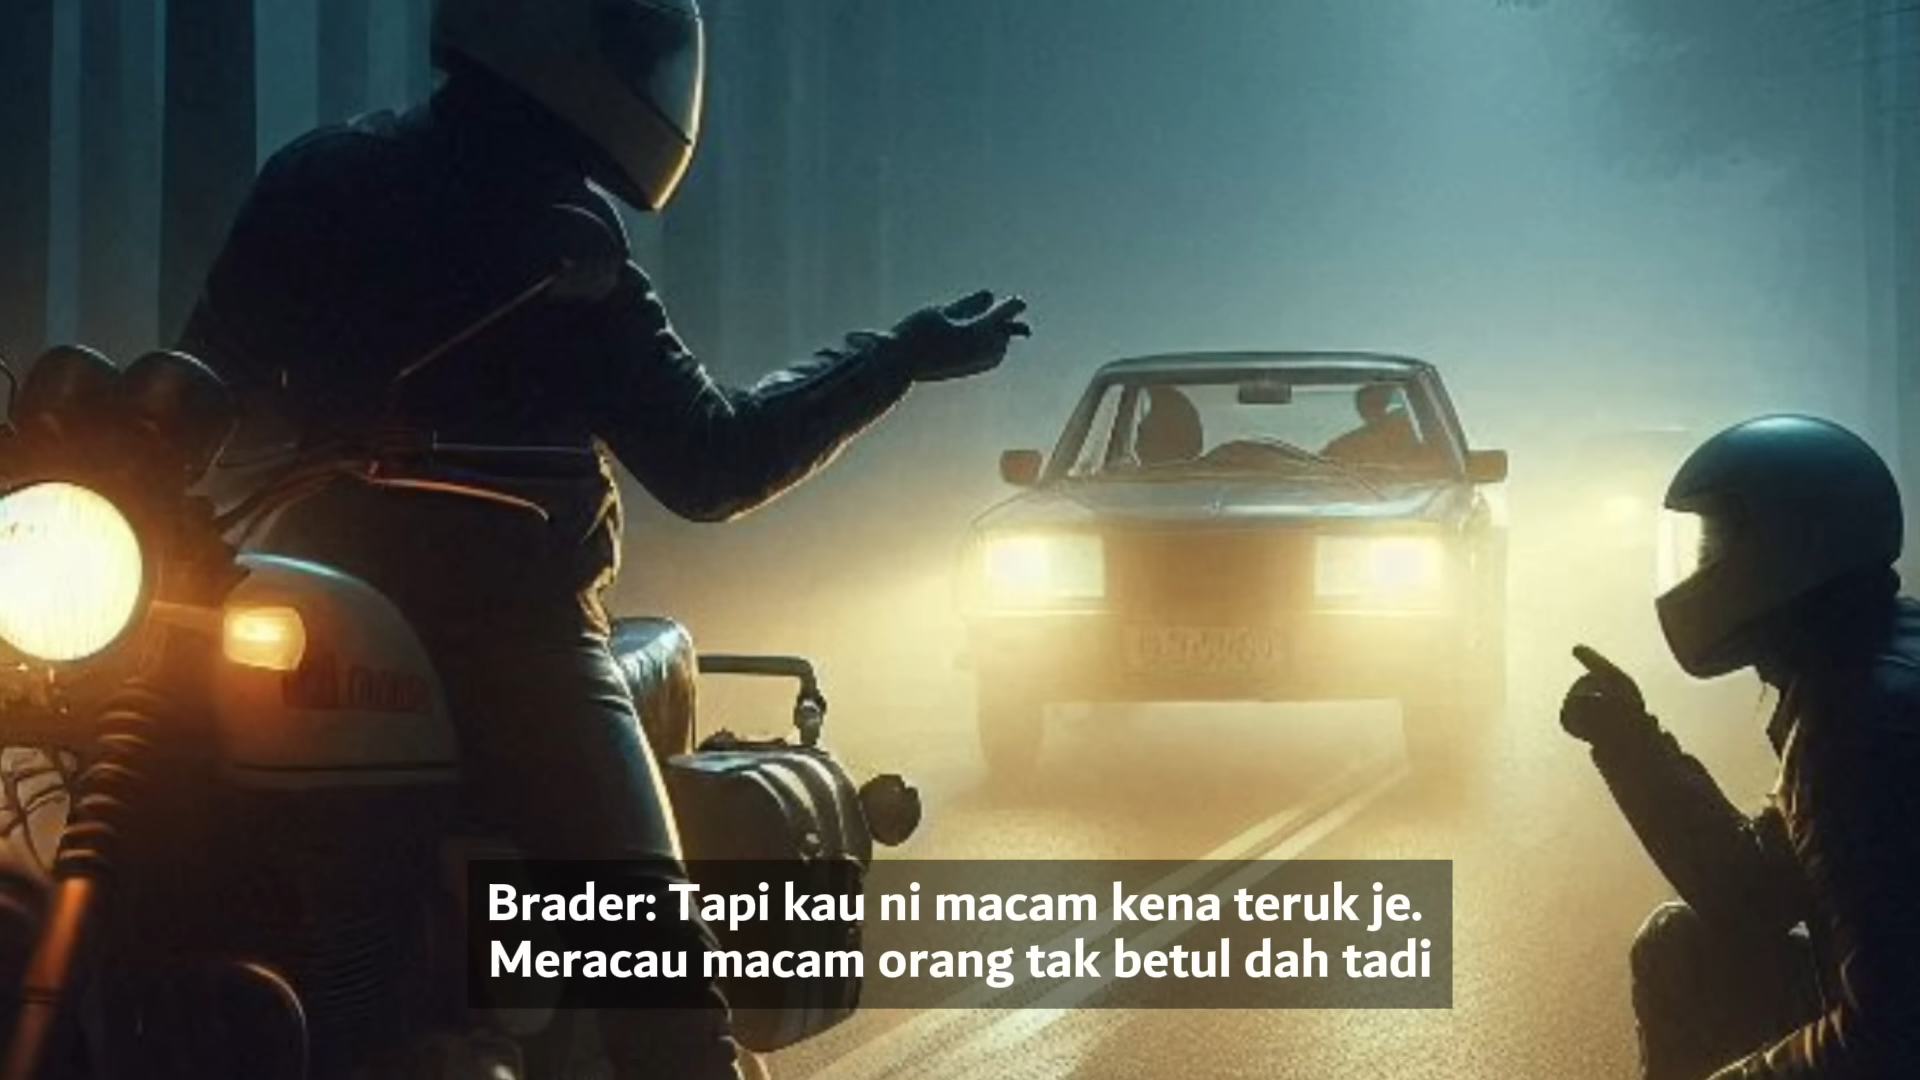 Brader: Tapi kau ni macam kena teruk je.
Meracau macam orang tak betul dah tadi